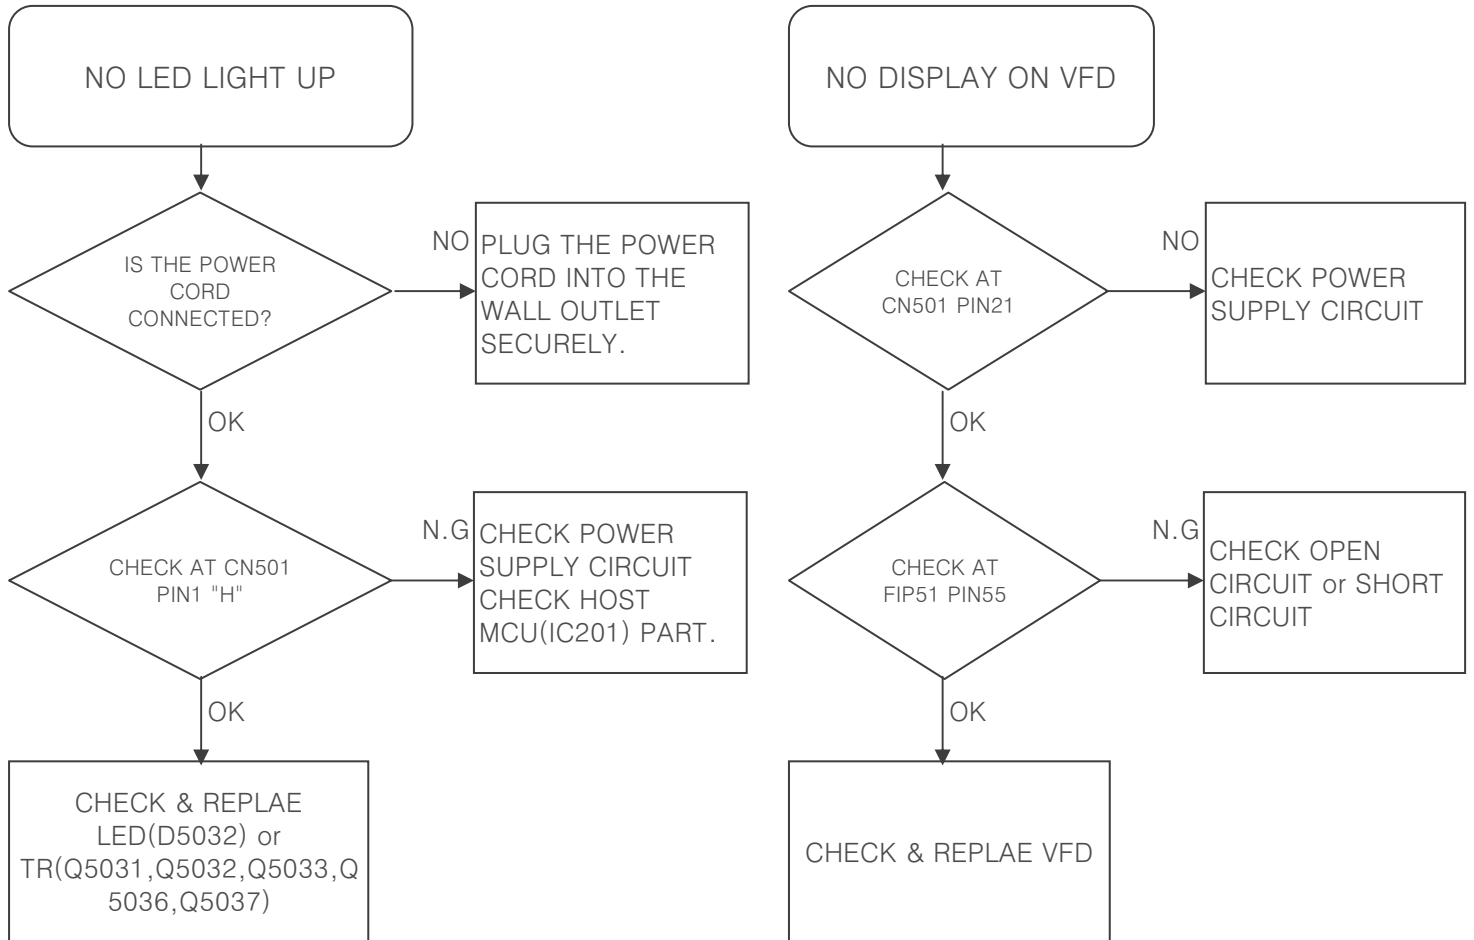 NO LED LIGHT UP
IS THE POWER
CORD
CONNECTED?
NO
PLUG THE POWER
CORD INTO THE
WALL OUTLET
SECURELY.
OK
CHECK AT CN501
PIN1 "H"
N.G
CHECK POWER
SUPPLY CIRCUIT
CHECK HOST
MCU(IC201) PART.
OK
CHECK & REPLAE
LED(D5032) or
TR(Q5031,Q5032,Q5033,Q
5036,Q5037)
NO DISPLAY ON VFD
CHECK AT
CN501 PIN21
NO
CHECK POWER
SUPPLY CIRCUIT
OK
CHECK AT
FIP51 PIN55
N.G
CHECK OPEN
CIRCUIT or SHORT
CIRCUIT
OK
CHECK & REPLAE VFD